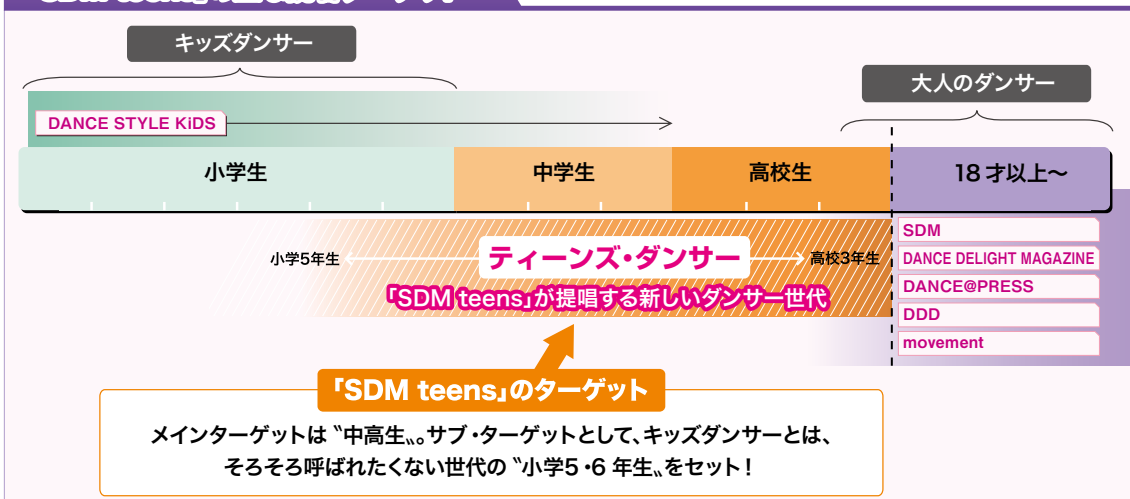 キッズダンサー
大人のダンサー
DANCE STYLE KiDS
小学生
中学生
高校生
18才以上～
小学5年生
ティーンズ・ダンサー
高校3年生
「SDM teens」が提唱する新しいダンサー世代
SDM
DANCE DELIGHT MAGAZINE
DANCE@PRESS
DDD
movement
「SDM teens」のターゲット
メインターゲットは〝中高生〟。サブ・ターゲットとして、キッズダンサーとは、
そろそろ呼ばれたくない世代の〝小学5・6年生〟をセット！